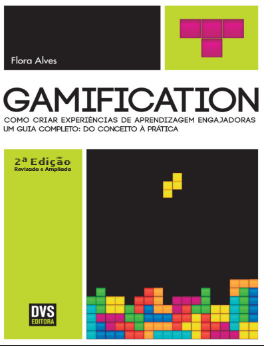 Flora Alves
GAMIFICATION
COMO CRIAR EXPERIÊNCIAS DE APRENDIZAGEM ENGAJADORAS
UM GUIA COMPLETO: DO CONCEITO À PRÁTICA
2ª Edição
Revisada e Ampliada
DVS
EDITORA